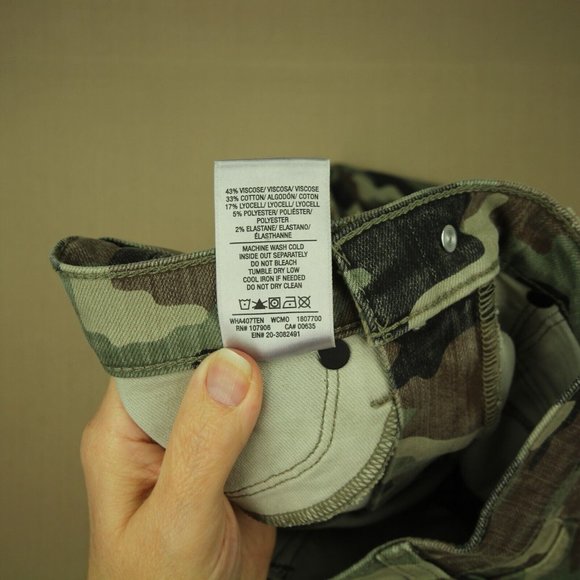 43% VISCOSE/ VISCOSA/ VISCOSE
33% COTTON/ ALGODÓN/ COTON
17% LYOCELL/ LYOCELL/ LYOCELL
5% POLYESTER/ POLIÉSTER/
POLYESTER
2% ELASTANE/ ELASTANO/
ÉLASTHANNE
MACHINE WASH COLD
INSIDE OUT SEPARATELY
DO NOT BLEACH
TUMBLE DRY LOW
COOL IRON IF NEEDED
DO NOT DRY CLEAN
WHA407TEN WCMO 1807700
RN# 107906 CA# 00635
EIN# 20-3082491